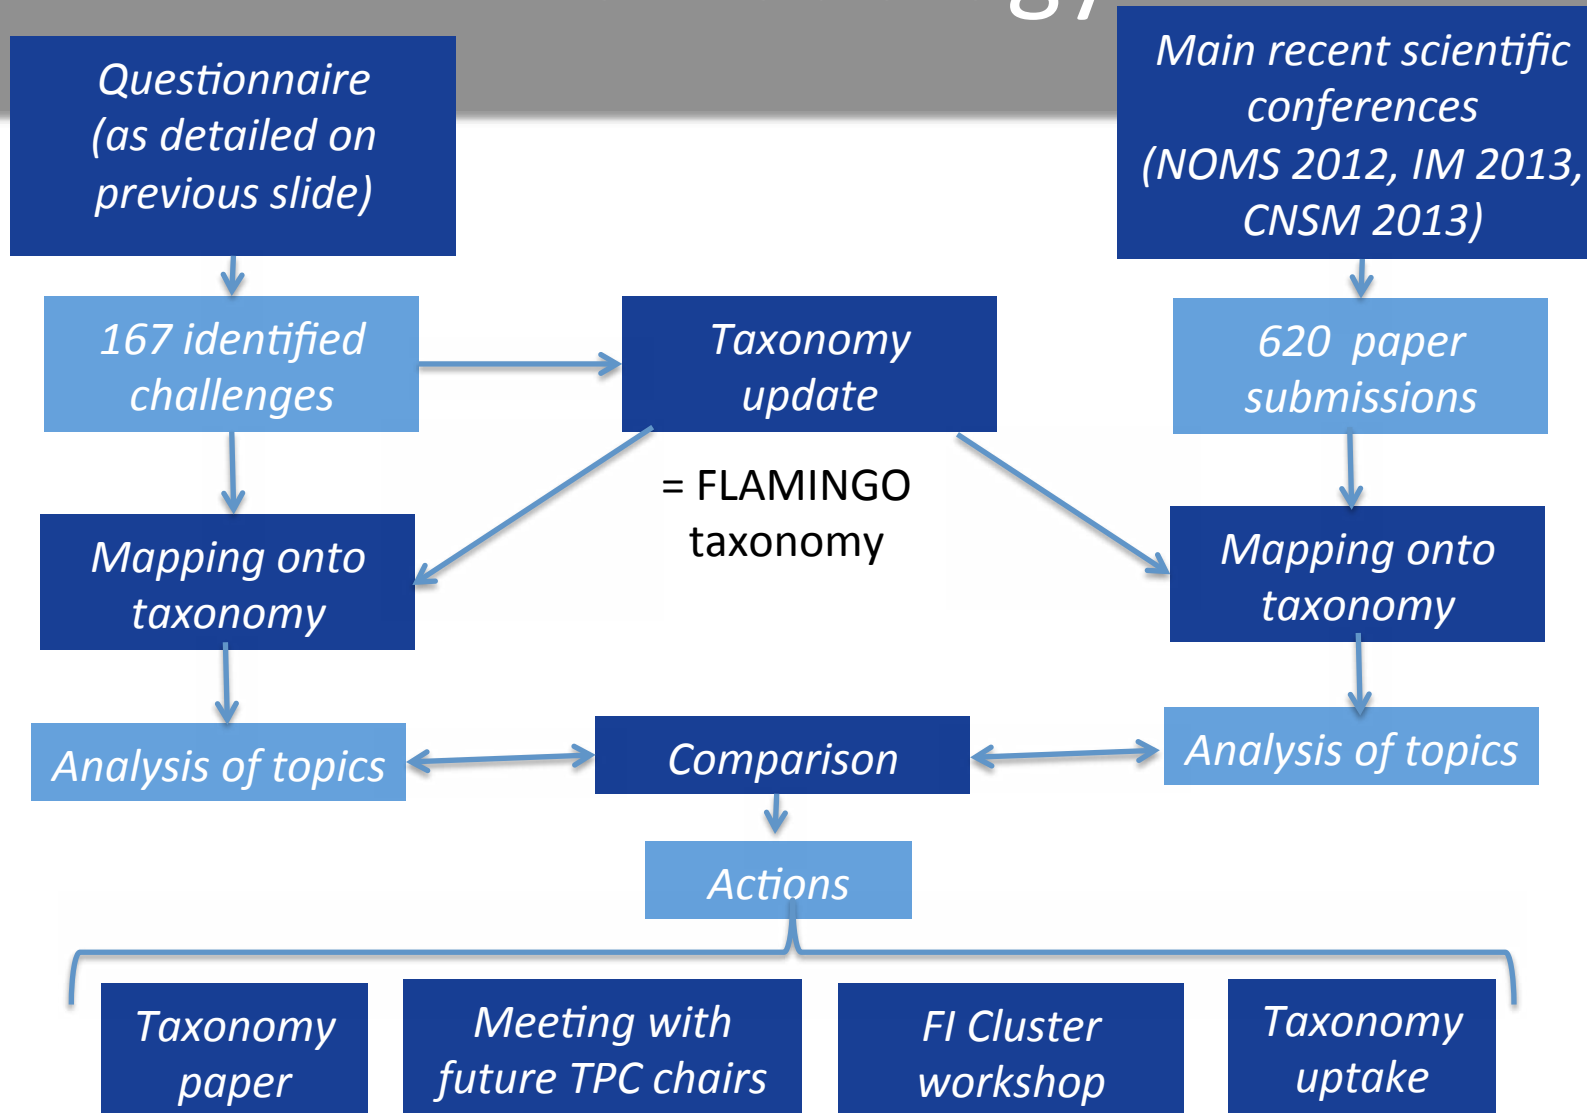 Questionnaire
(as detailed on
previous slide)
Main recent scientific
conferences
(NOMS 2012, IM 2013,
CNSM 2013)
167 identified
challenges
Taxonomy
update
620 paper
submissions
= FLAMINGO
taxonomy
Mapping onto
taxonomy
Mapping onto
taxonomy
Analysis of topics
Comparison
Analysis of topics
Actions
Taxonomy
paper
Meeting with
future TPC chairs
FI Cluster
workshop
Taxonomy
uptake